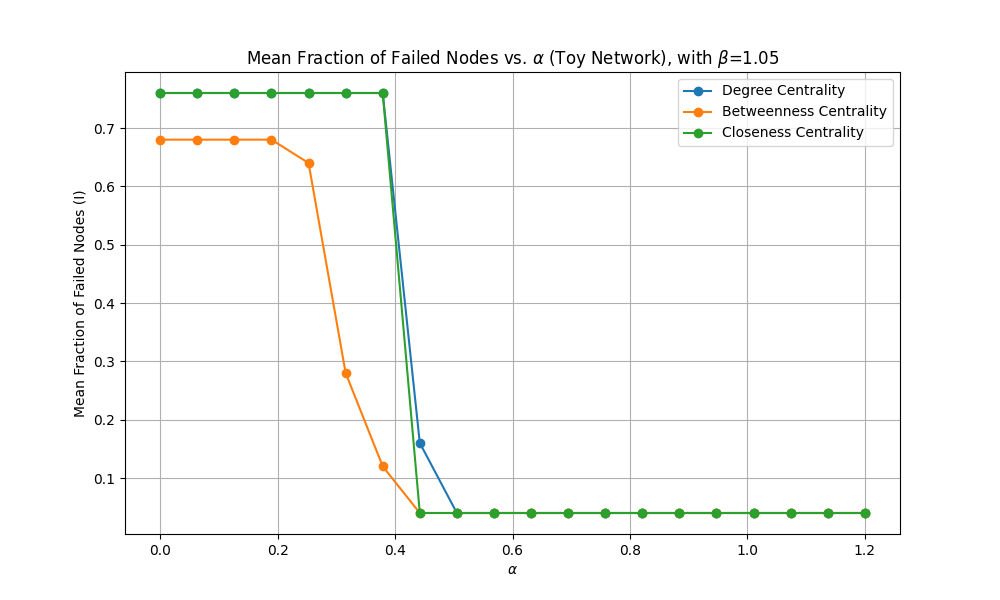 Mean Fraction of Failed Nodes vs. α (Toy Network), with β=1.05
Degree Centrality
Betweenness Centrality
Closeness Centrality
Mean Fraction of Failed Nodes (I)
0.7
0.6
0.5
0.4
0.3
0.2
0.1
0.0 0.2 0.4 0.6 0.8 1.0 1.2
α